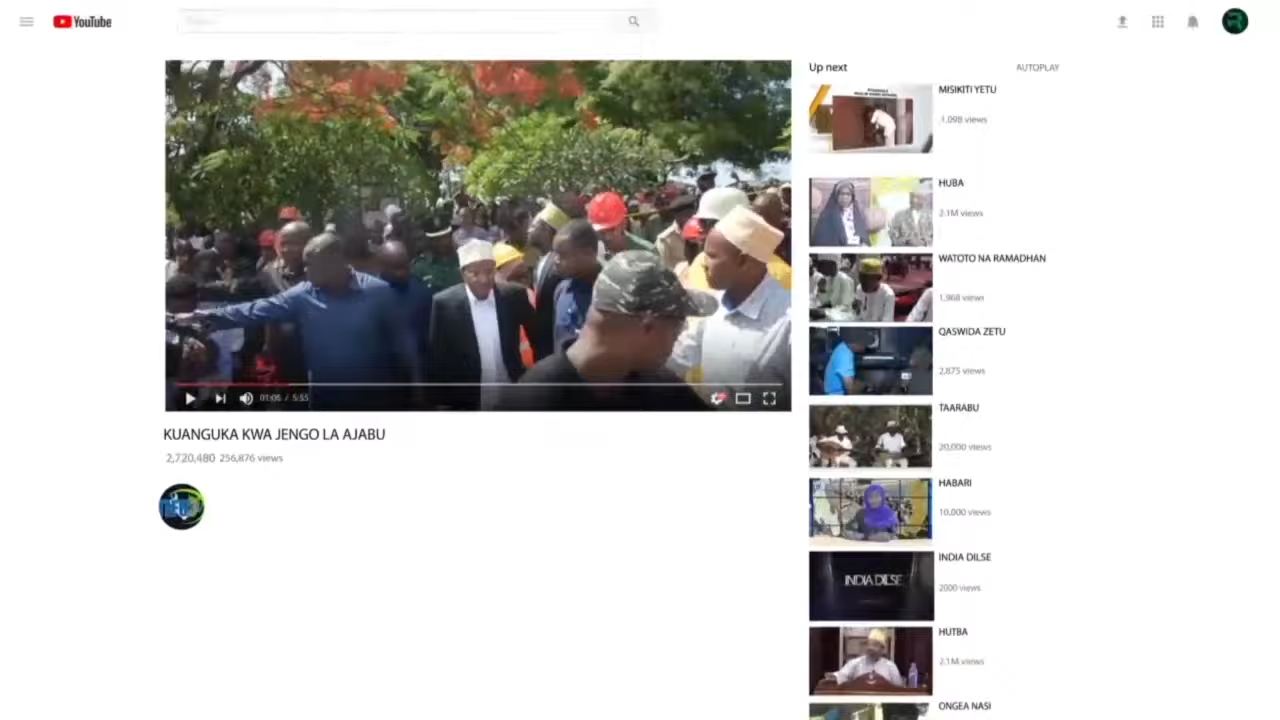 YouTube
Up next
AUTOPLAY
MISIKITI YETU
1.09B views
HUBA
2.1M views
WATOTO NA RAMADHAN
1,968 views
01:06 / 5:55
QASWIDA ZETU
2,875 views
KUANGUKA KWA JENGO LA AJABU
2,720,480 256,876 views
TAARABU
20,000 views
HABARI
10,000 views
INDIA DILSE
INDIA DILSE
2000 views
HUTBA
2.1M views
ONGEA NASI